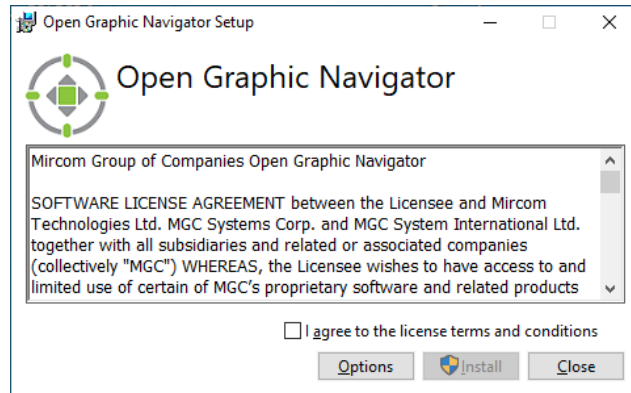 Open Graphic Navigator Setup
Open Graphic Navigator
Mircom Group of Companies Open Graphic Navigator
SOFTWARE LICENSE AGREEMENT between the Licensee and Mircom
Technologies Ltd. MGC Systems Corp. and MGC System International Ltd.
together with all subsidiaries and related or associated companies
(collectively "MGC") WHEREAS, the Licensee wishes to have access to and
limited use of certain of MGC’s proprietary software and related products
I agree to the license terms and conditions
Options Install Close